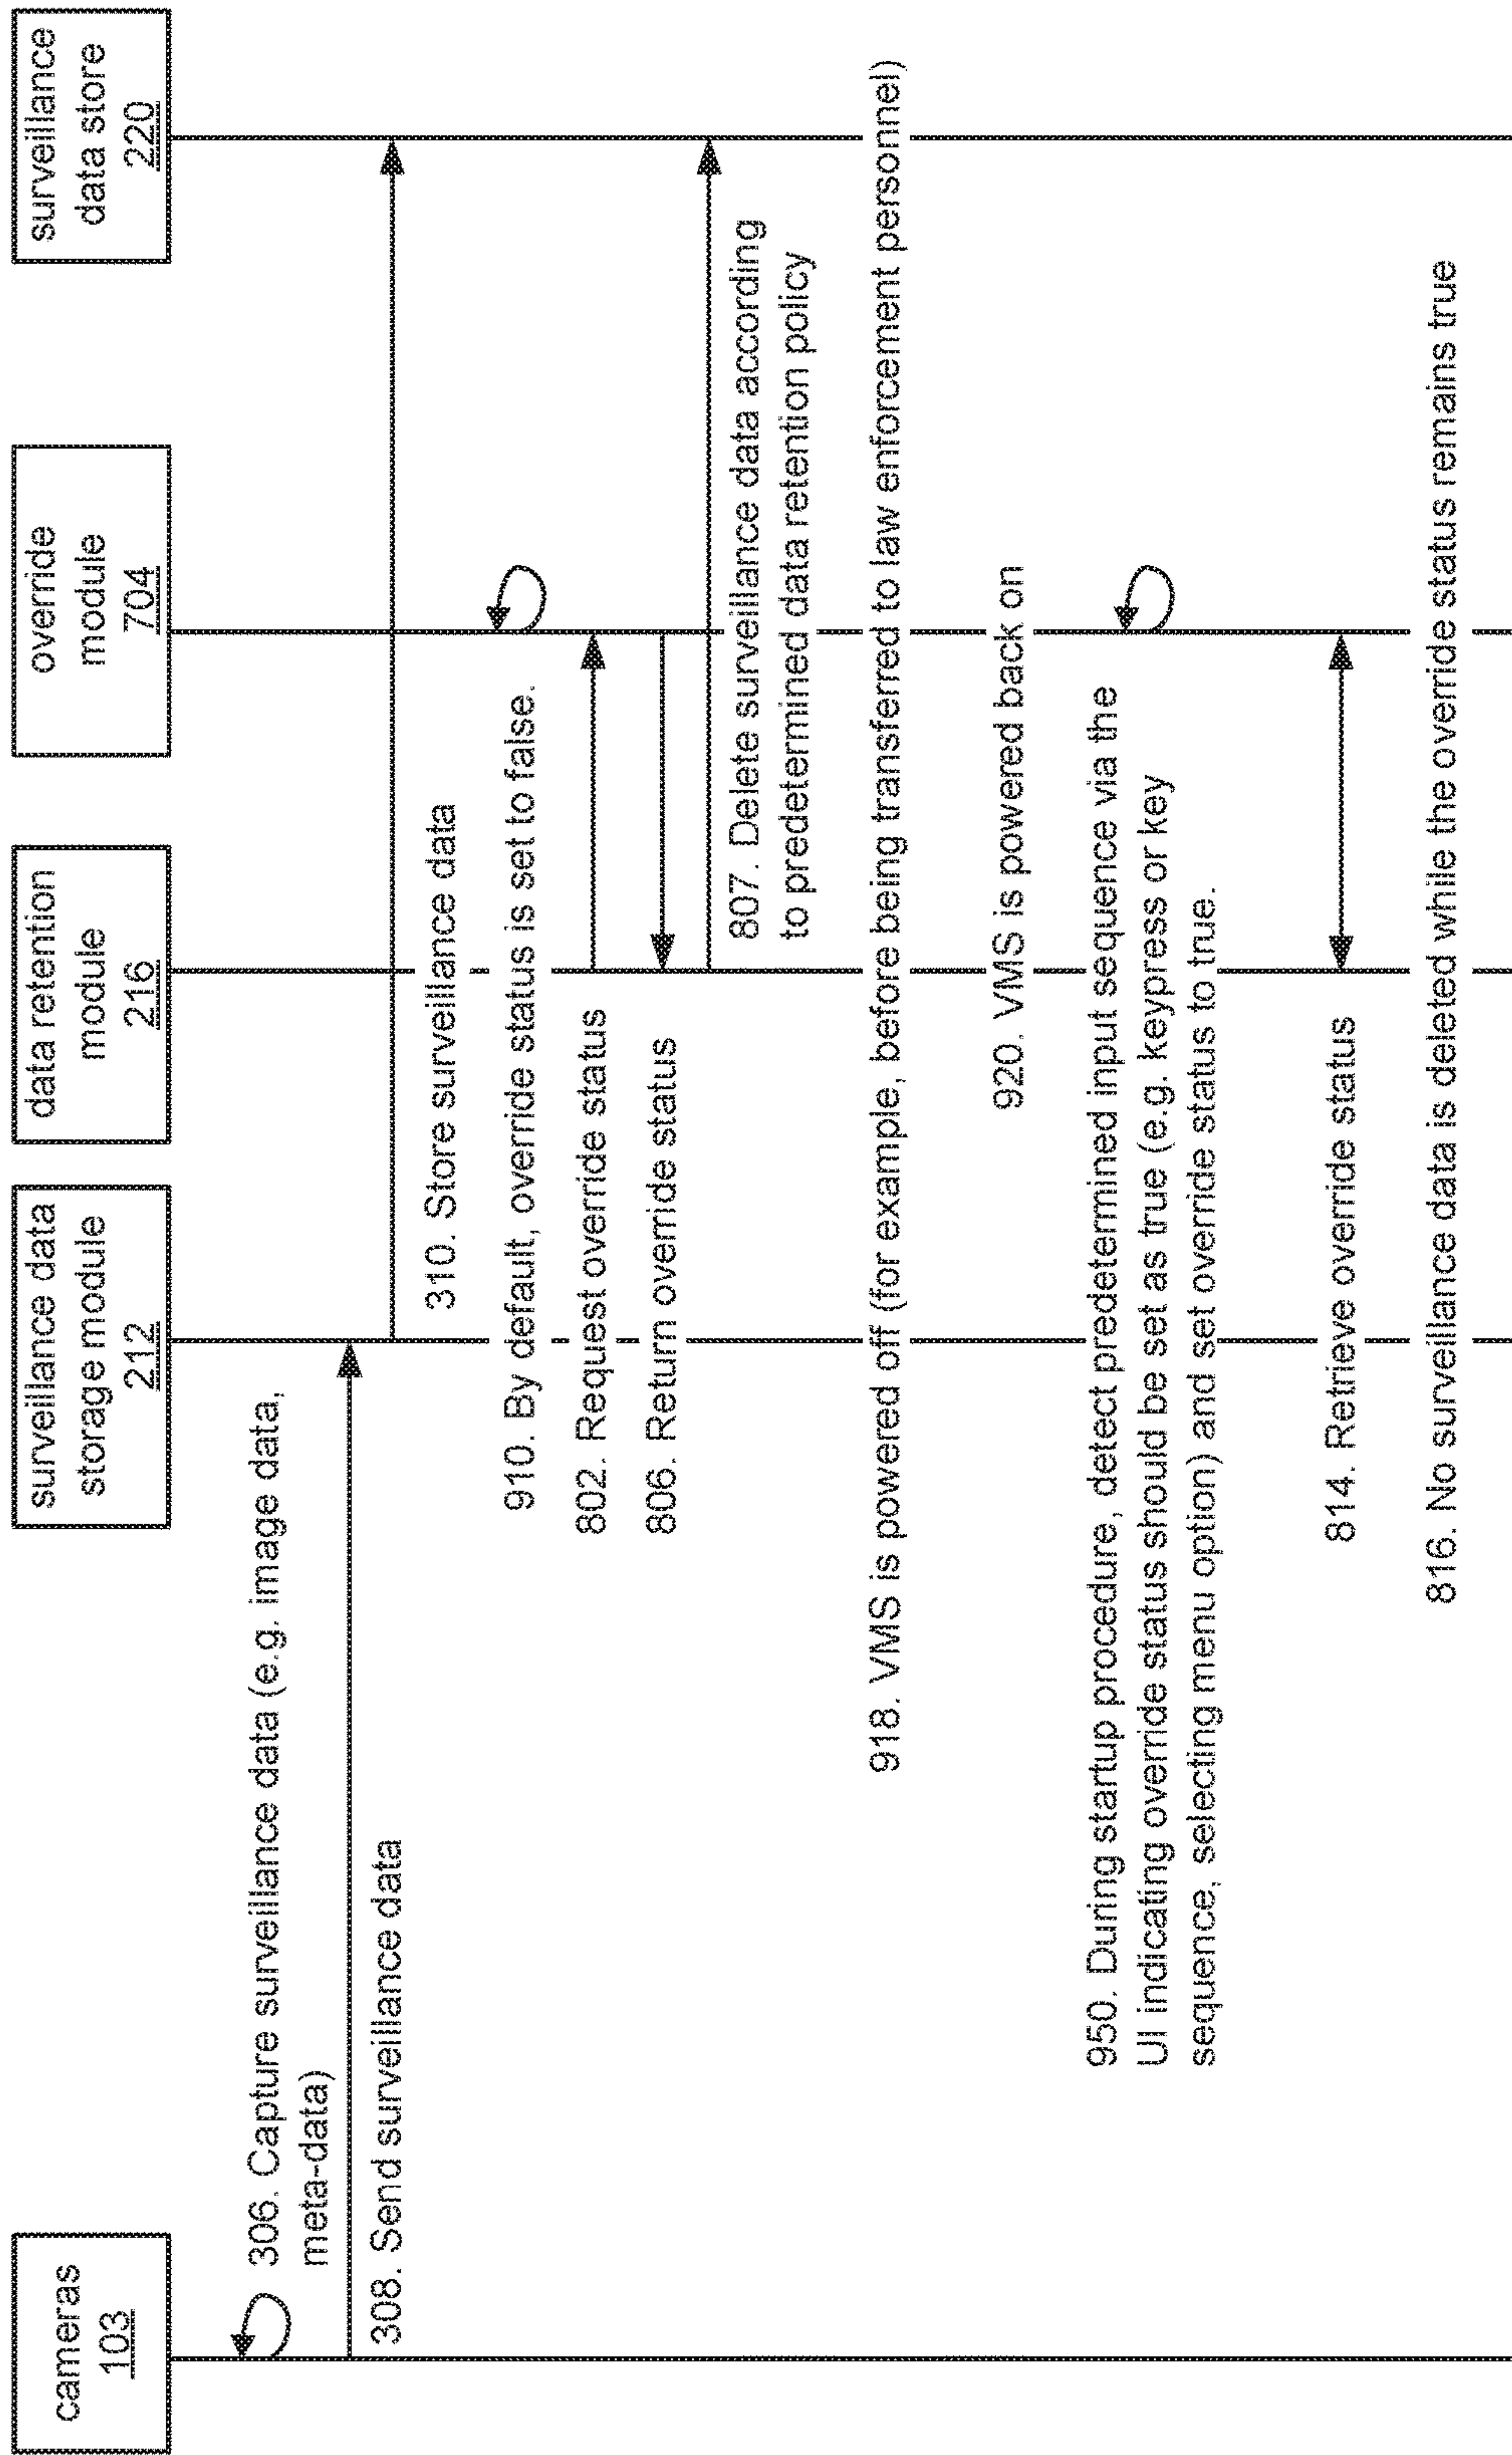 cameras
103
surveillance data
storage module
212
data retention
module
216
override
module
704
surveillance
data store
220
306. Capture surveillance data (e.g. image data,
meta-data)
308. Send surveillance data
310. Store surveillance data
910. By default, override status is set to false.
802. Request override status
806. Return override status
807. Delete surveillance data according
to predetermined data retention policy
918. VMS is powered off (for example, before being transferred to law enforcement personnel)
920. VMS is powered back on
950. During startup procedure, detect predetermined input sequence via the
UI indicating override status should be set as true (e.g. keypress or key
sequence, selecting menu option) and set override status to true.
814. Retrieve override status
816. No surveillance data is deleted while the override status remains true